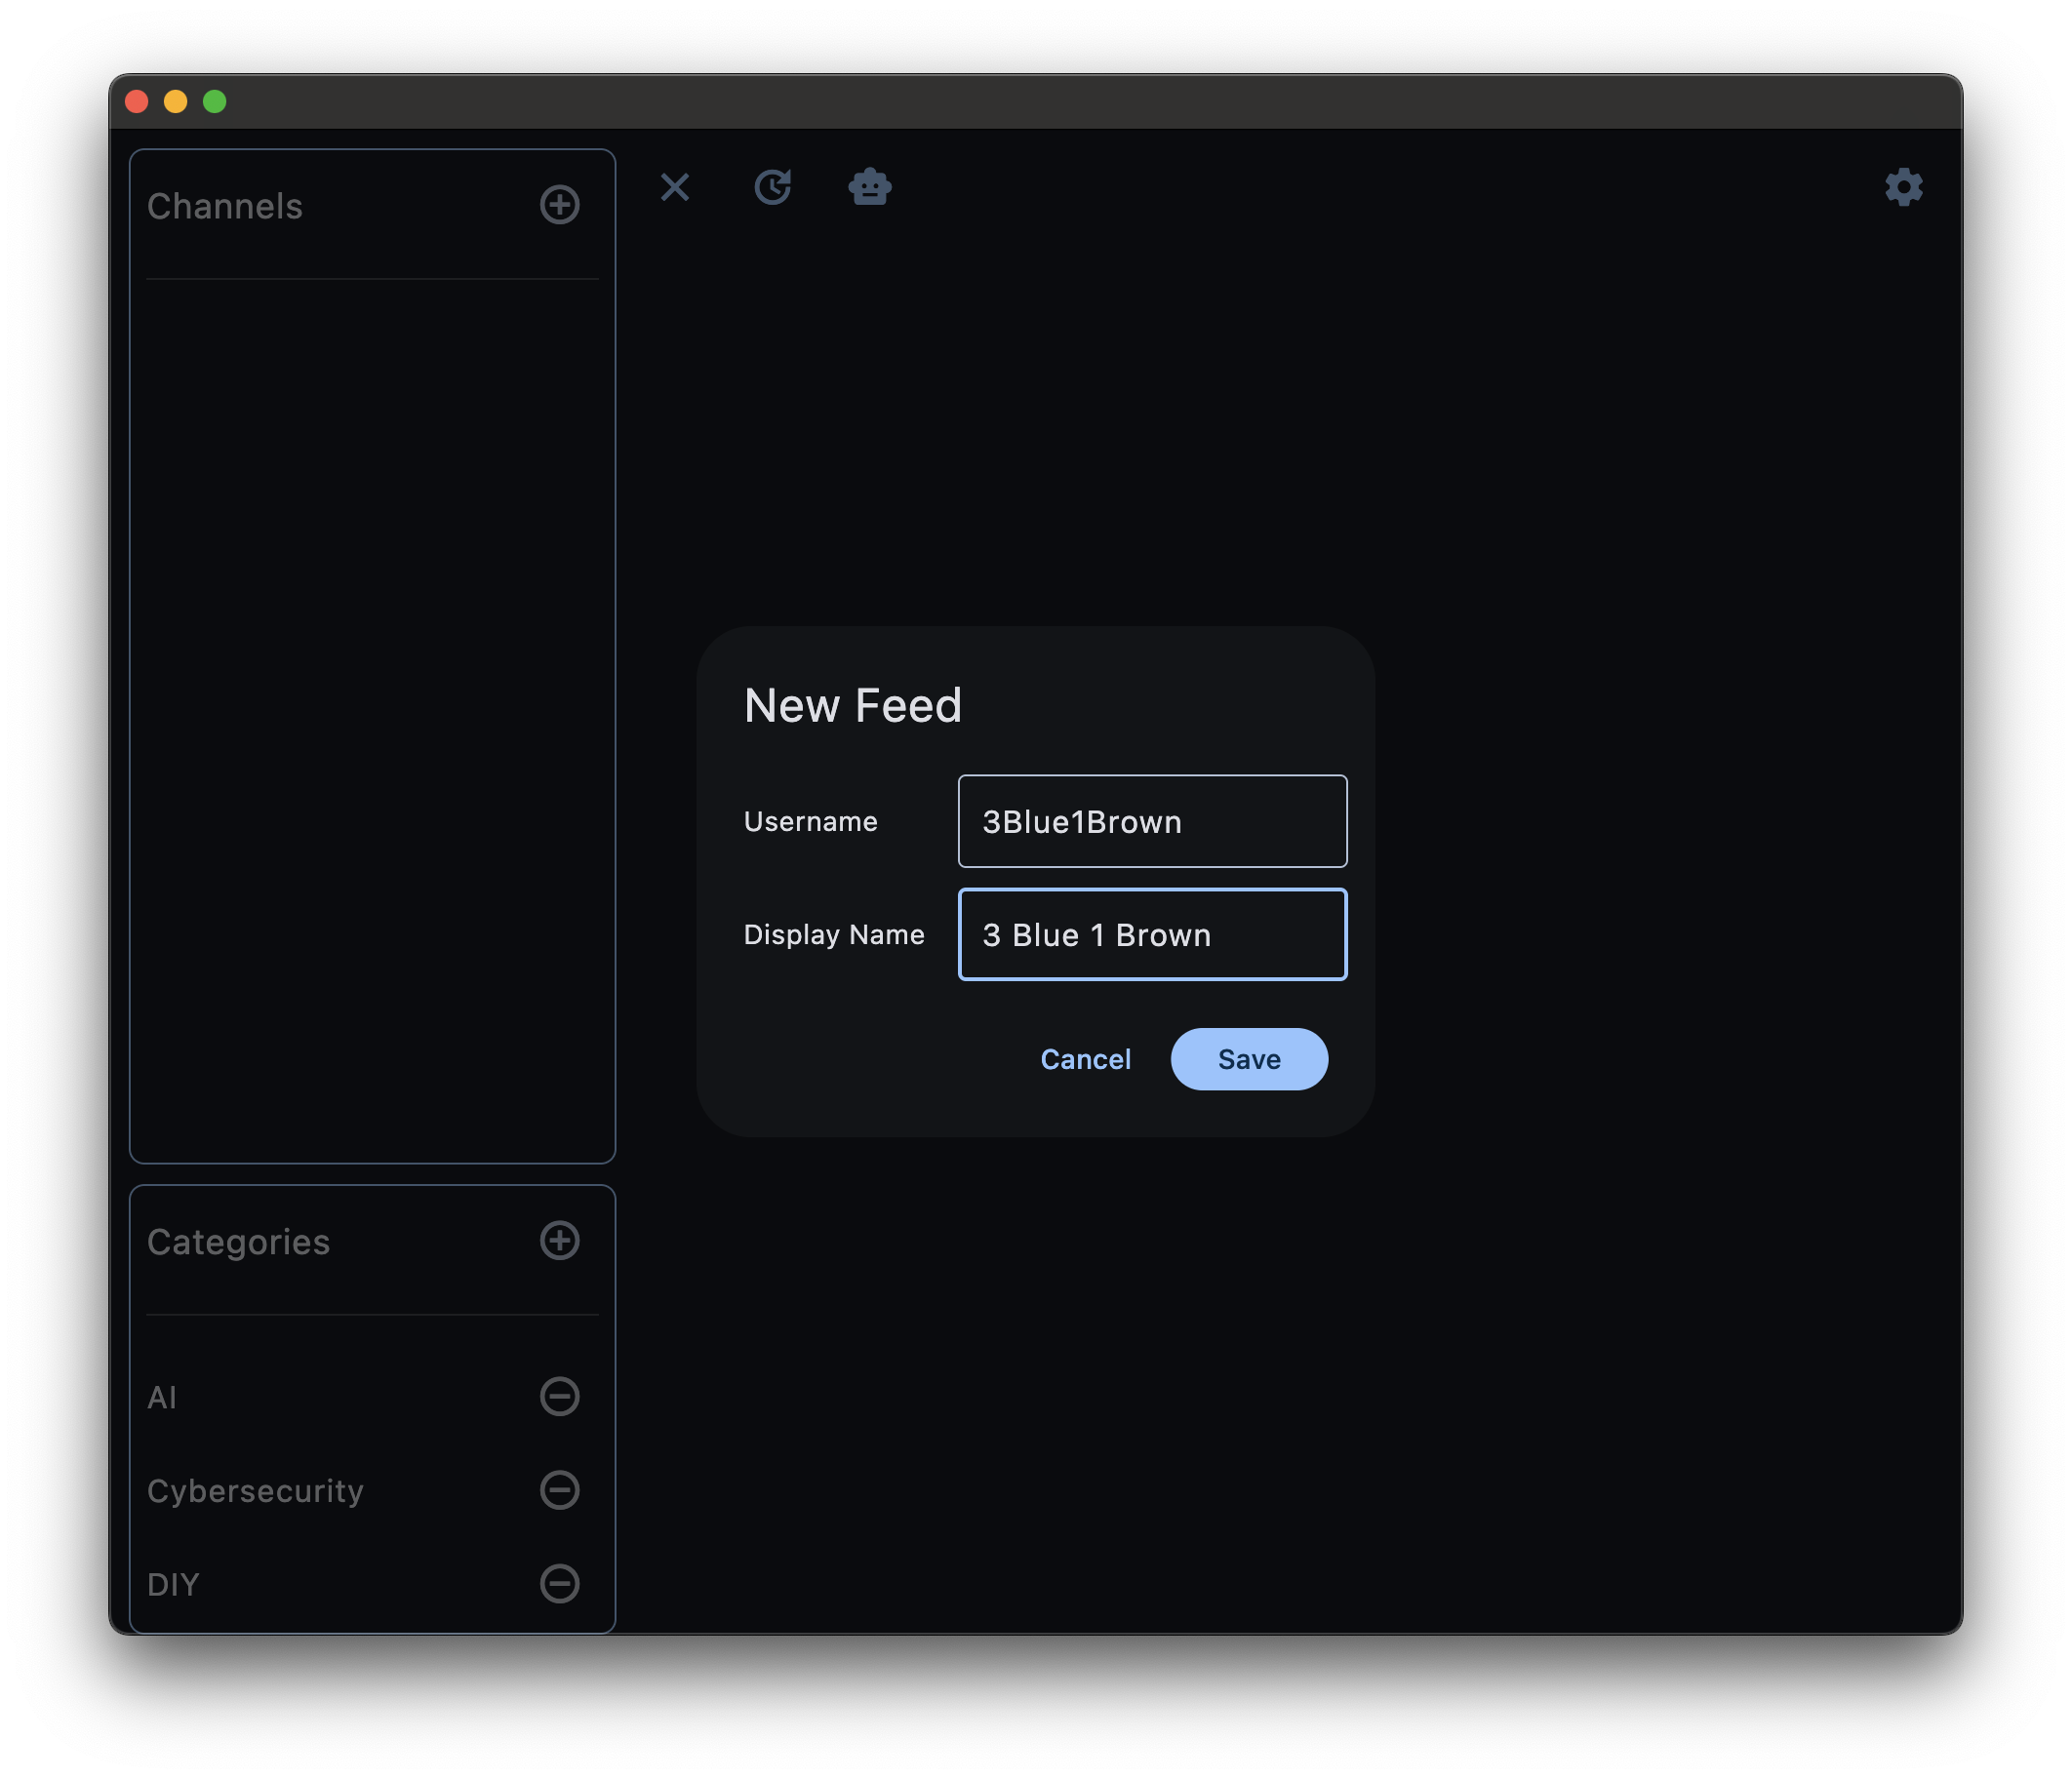 Channels
New Feed
Username
3Blue1Brown
Display Name
3 Blue 1 Brown
Cancel
Save
Categories
AI
Cybersecurity
DIY